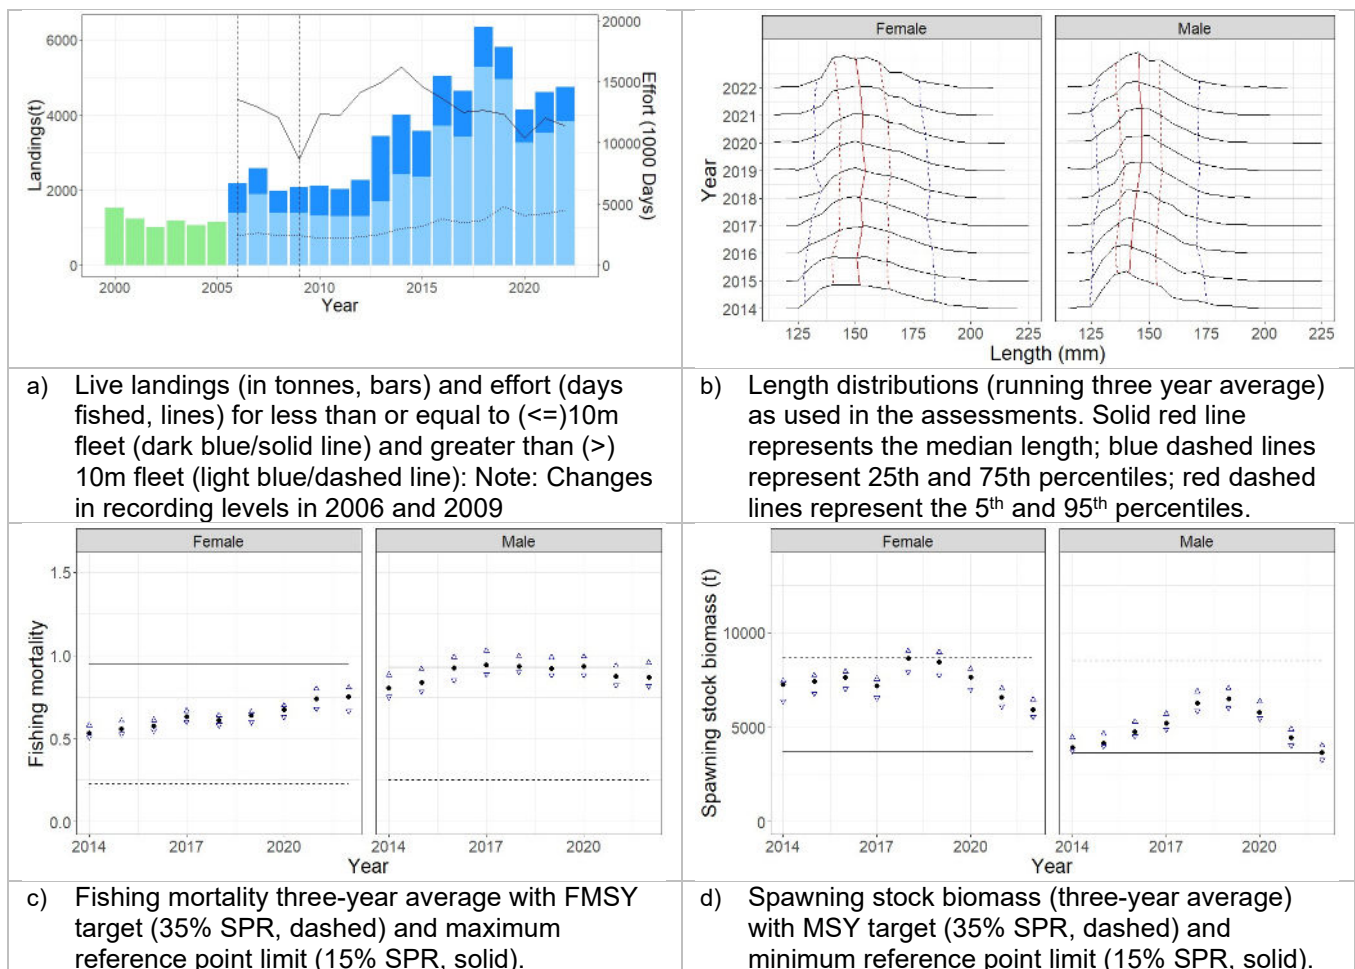 6000
4000
2000
0
Landings(t)
20000
15000
10000
5000
0
Effort (1000 Days)
2000
2005
2010
2015
2020
Year
Female
Male
2022
2021
2020
2019
2018
2017
2016
2015
2014
Year
125
150
175
200
225
125
150
175
200
225
Length (mm)
a) Live landings (in tonnes, bars) and effort (days
fished, lines) for less than or equal to (<=)10m
fleet (dark blue/solid line) and greater than (>)
10m fleet (light blue/dashed line): Note: Changes
in recording levels in 2006 and 2009
b) Length distributions (running three year average)
as used in the assessments. Solid red line
represents the median length; blue dashed lines
represent 25th and 75th percentiles; red dashed
lines represent the 5th and 95th percentiles.
Female
Male
1.5
1.0
0.5
0.0
Fishing mortality
2014
2017
2020
2014
2017
2020
Year
Female
Male
10000
5000
0
Spawning stock biomass (t)
2014
2017
2020
2014
2017
2020
Year
c) Fishing mortality three-year average with FMSY
target (35% SPR, dashed) and maximum
reference point limit (15% SPR, solid).
d) Spawning stock biomass (three-year average)
with MSY target (35% SPR, dashed) and
minimum reference point limit (15% SPR, solid).